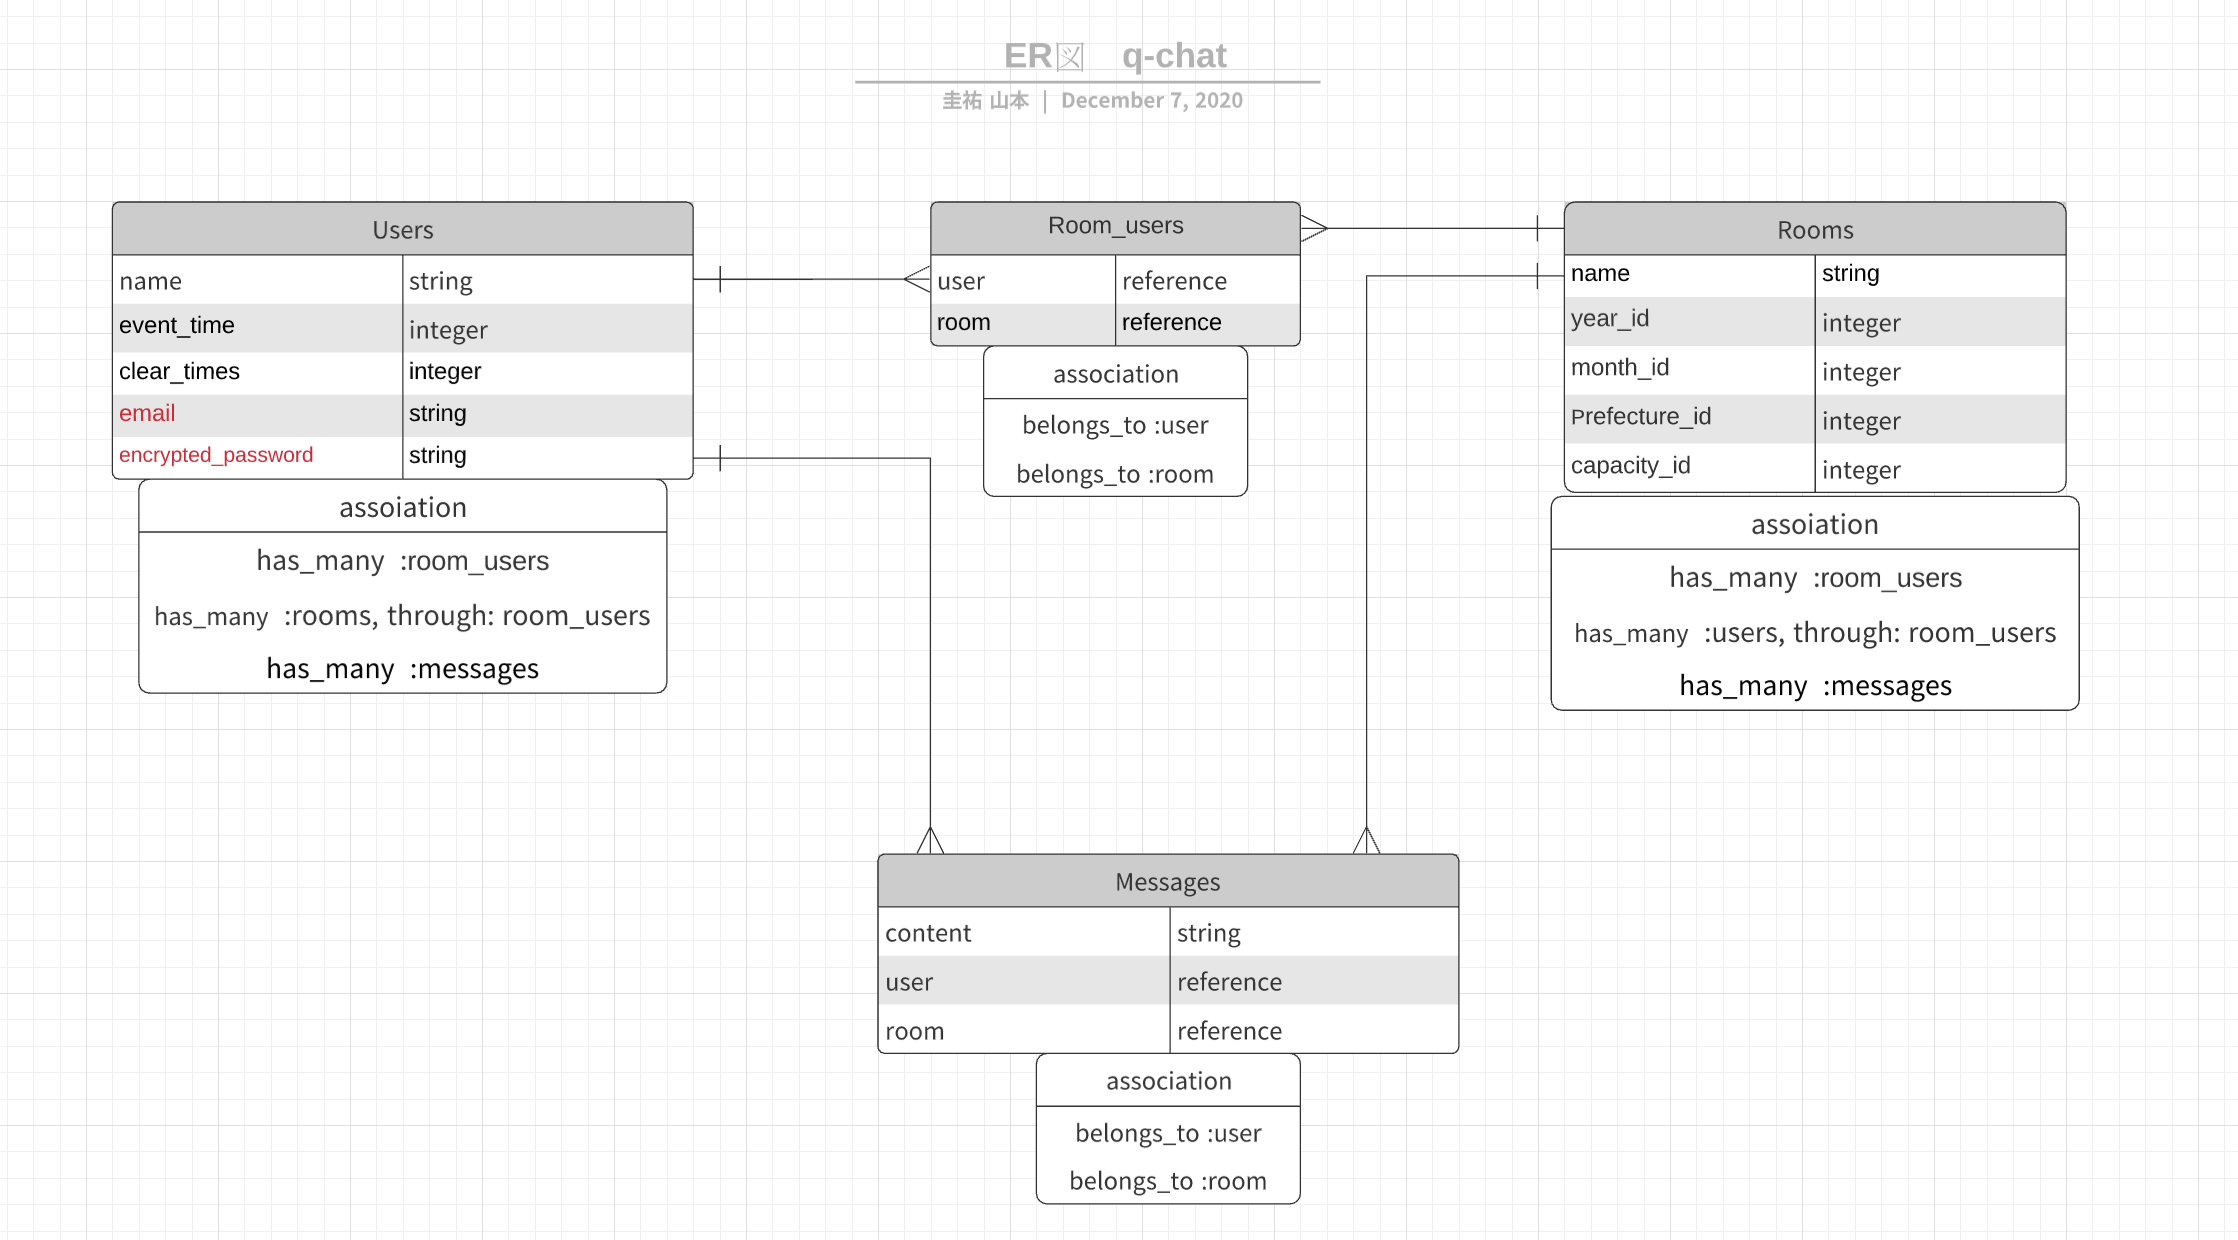 ER図 q-chat
圭祐 山本 | December 7, 2020
Users
name string
event_time integer
clear_times integer
email string
encrypted_password string
assoiation
has_many :room_users
has_many :rooms, through: room_users
has_many :messages
Room_users
user reference
room reference
association
belongs_to :user
belongs_to :room
Rooms
name string
year_id integer
month_id integer
Prefecture_id integer
capacity_id integer
assoiation
has_many :room_users
has_many :users, through: room_users
has_many :messages
Messages
content string
user reference
room reference
association
belongs_to :user
belongs_to :room